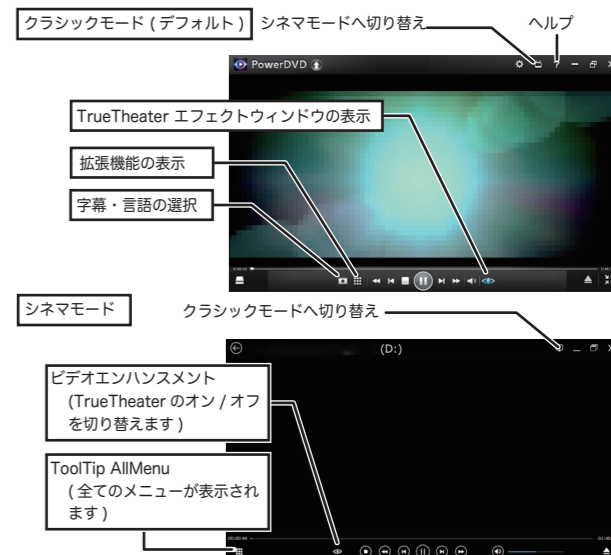 クラシックモード ( デフォルト )
シネマモードへ切り替え
ヘルプ
PowerDVD
TrueTheater エフェクトウィンドウの表示
拡張機能の表示
字幕・言語の選択
シネマモード
クラシックモードへ切り替え
(D:)
ビデオエンハンスメント
(TrueTheater のオン / オフ
を切り替えます )
ToolTip AllMenu
( 全てのメニューが表示され
ます )
00:00:44